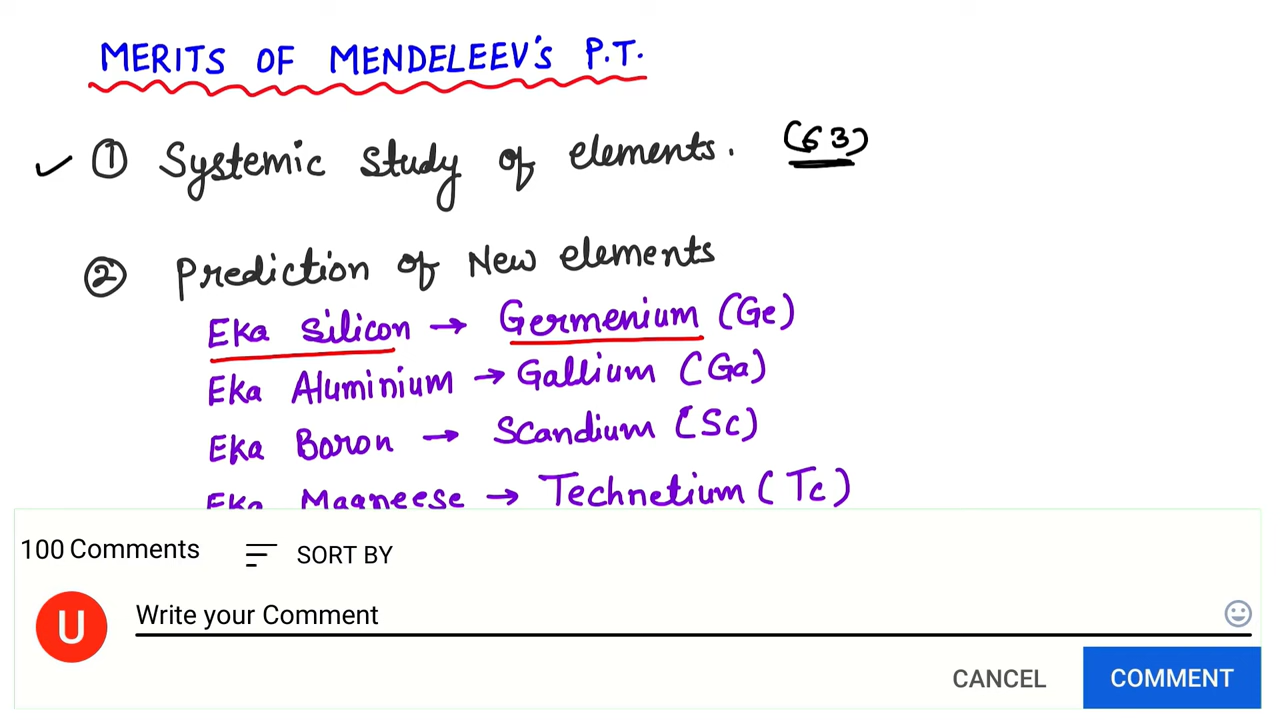 MERITS OF MENDELEEV'S P.T.
① Systemic study of elements. (63)
② Prediction of New elements
Eka Silicon → Germenium (Ge)
Eka Aluminium → Gallium (Ga)
Eka Boron → Scandium (Sc)
Eka Magneese → Technetium (Tc)
100 Comments SORT BY
U Write your Comment
CANCEL COMMENT